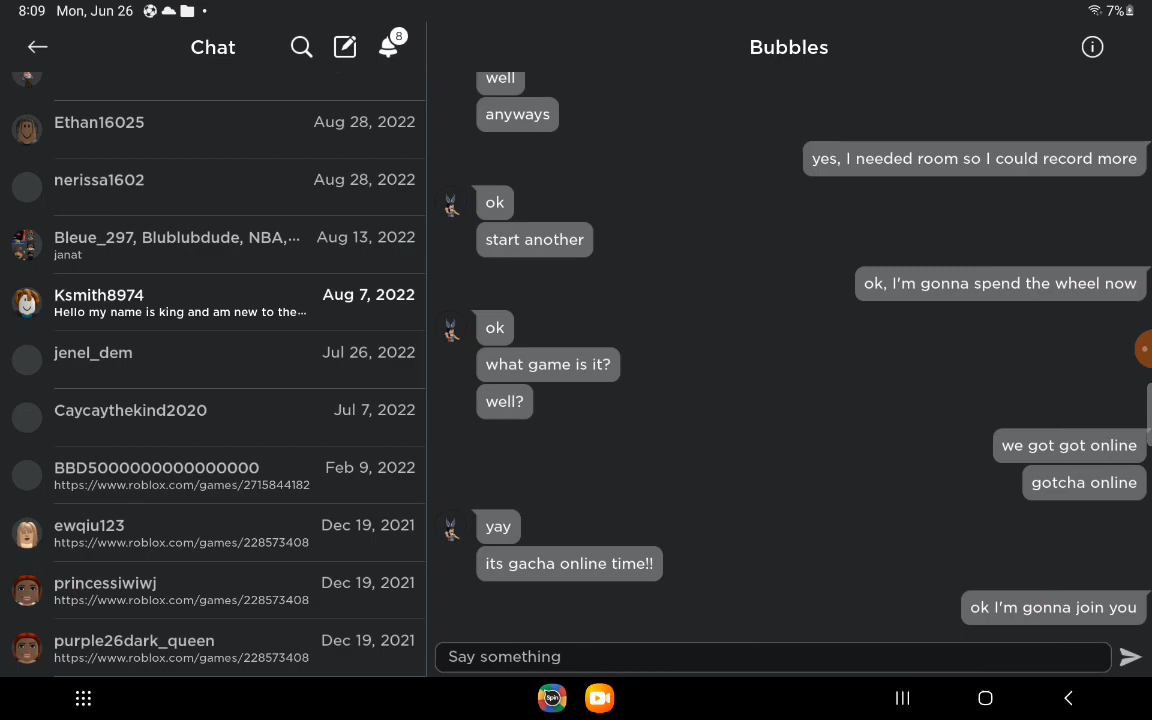 8:09 Mon, Jun 26
7%
Chat
8
Bubbles
Ethan16025 Aug 28, 2022
nerissa1602 Aug 28, 2022
Bleue_297, Blublubdude, NBA,... Aug 13, 2022
janat
Ksmith8974 Aug 7, 2022
Hello my name is king and am new to the...
jenel_dem Jul 26, 2022
Caycaythekind2020 Jul 7, 2022
BBD5000000000000000 Feb 9, 2022
https://www.roblox.com/games/2715844182
ewqiu123 Dec 19, 2021
https://www.roblox.com/games/228573408
princessiwiwj Dec 19, 2021
https://www.roblox.com/games/228573408
purple26dark_queen Dec 19, 2021
https://www.roblox.com/games/228573408
well
anyways
yes, I needed room so I could record more
ok
start another
ok, I'm gonna spend the wheel now
ok
what game is it?
well?
we got got online
gotcha online
yay
its gacha online time!!
ok I'm gonna join you
Say something
Spin